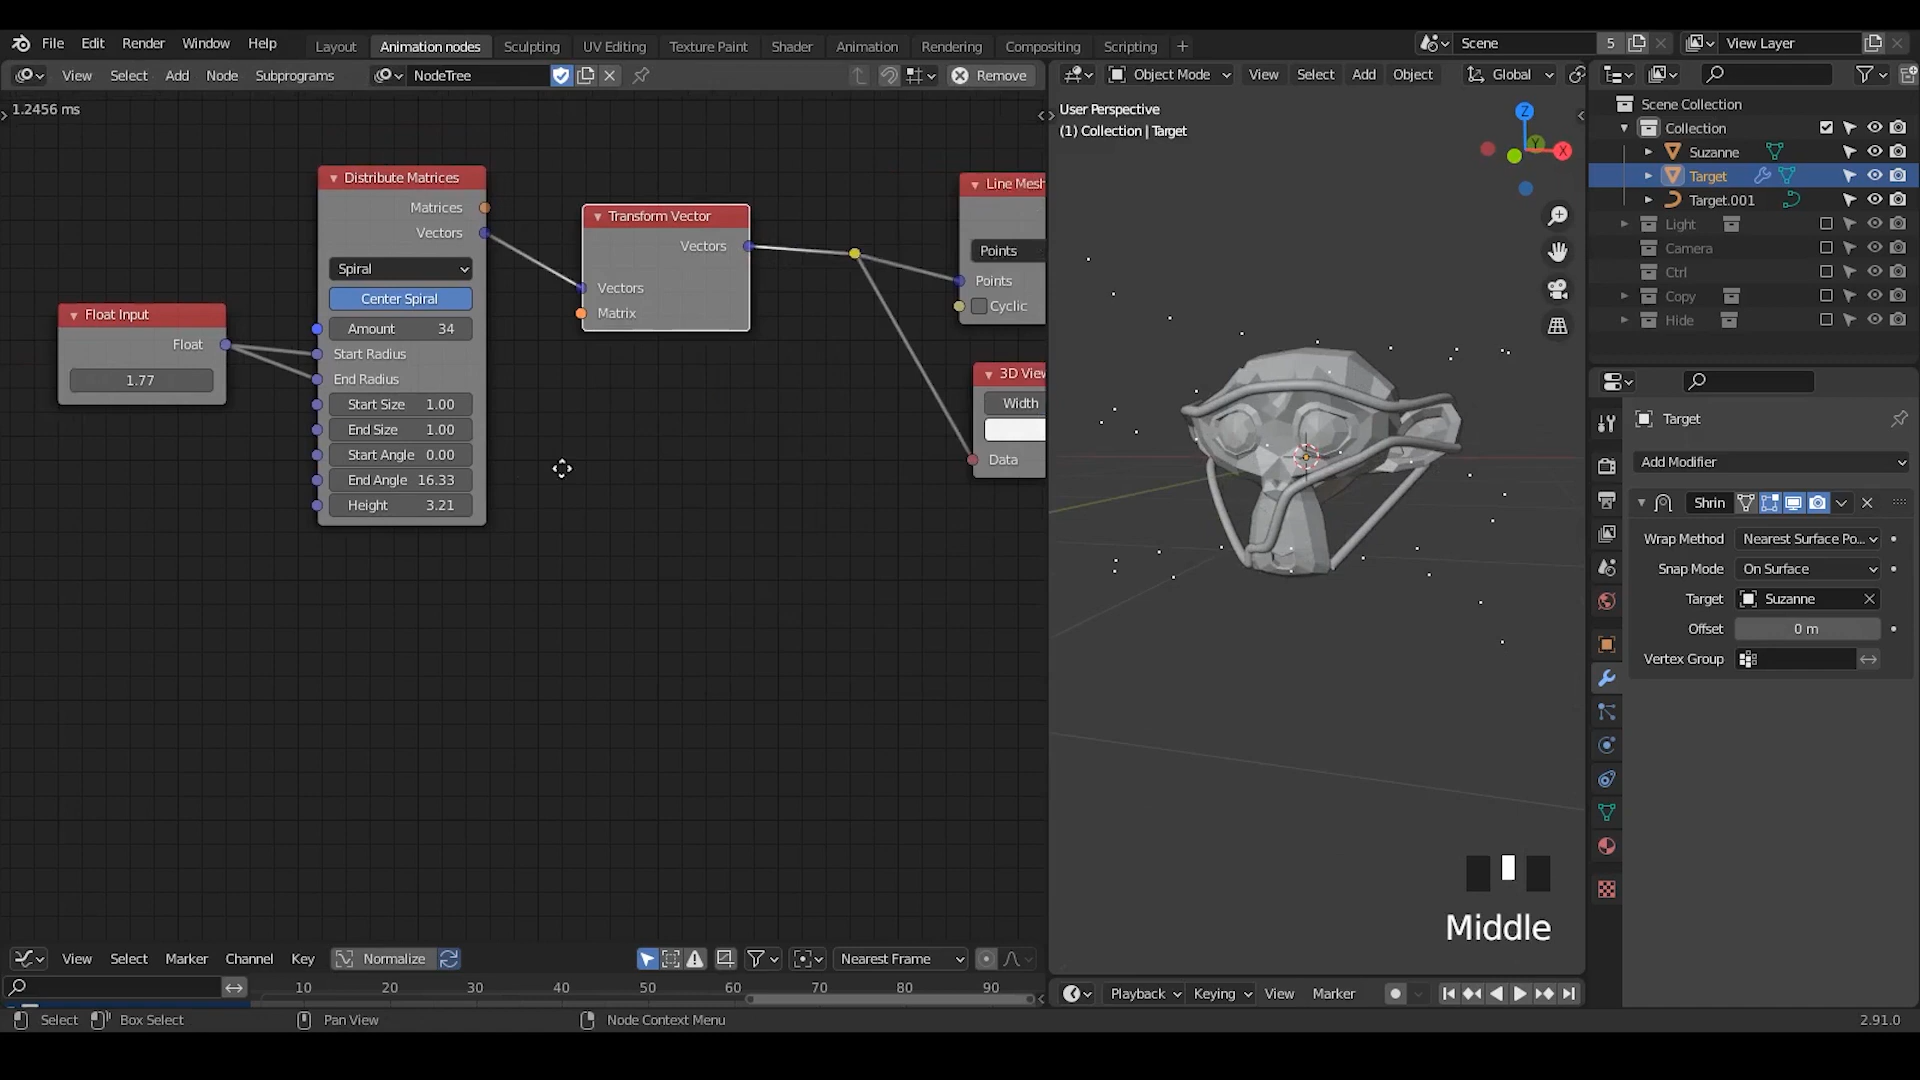 File Edit Render Window Help Layout Animation nodes Sculpting UV Editing Texture Paint Shader Animation Rendering Compositing Scripting Scene 5 View Layer
View Select Add Node Subprograms NodeTree Remove Object Mode View Select Add Object Global
1.2456 ms
User Perspective
(1) Collection | Target
Z
Y
X
Scene Collection
Collection
Suzanne
Target
Target.001
Light
Camera
Ctrl
Copy
Hide
Distribute Matrices
Matrices
Vectors
Spiral
Center Spiral
Amount 34
Start Radius
End Radius
Start Size 1.00
End Size 1.00
Start Angle 0.00
End Angle 16.33
Height 3.21
Float Input
Float
1.77
Transform Vector
Vectors
Vectors
Matrix
Line Mesh
Points
Points
Cyclic
3D View
Width
Data
Target
Add Modifier
Shrin
Wrap Method Nearest Surface Po...
Snap Mode On Surface
Target Suzanne
Offset 0 m
Vertex Group
Middle
View Select Marker Channel Key Normalize Nearest Frame
10 20 30 40 50 60 70 80 90
Playback Keying View Marker
Select Box Select Pan View Node Context Menu 2.91.0